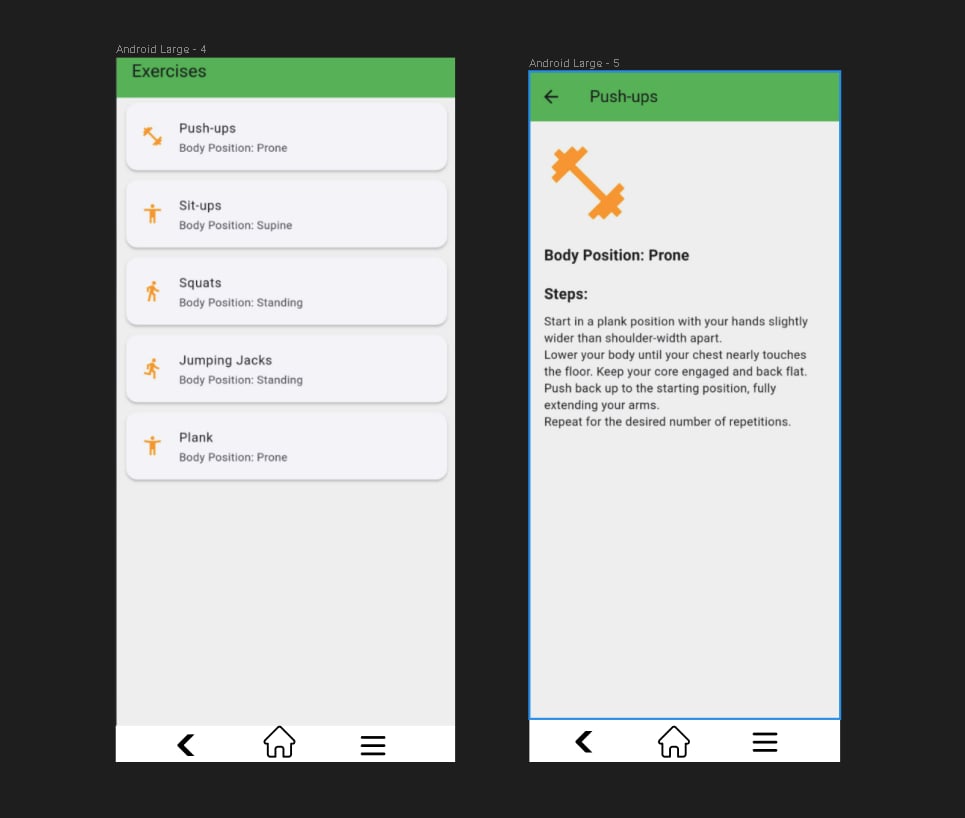 Android Large - 4
Exercises
Push-ups
Body Position: Prone
Sit-ups
Body Position: Supine
Squats
Body Position: Standing
Jumping Jacks
Body Position: Standing
Plank
Body Position: Prone
Android Large - 5
Push-ups
Body Position: Prone
Steps:
Start in a plank position with your hands slightly
wider than shoulder-width apart.
Lower your body until your chest nearly touches
the floor. Keep your core engaged and back flat.
Push back up to the starting position, fully
extending your arms.
Repeat for the desired number of repetitions.